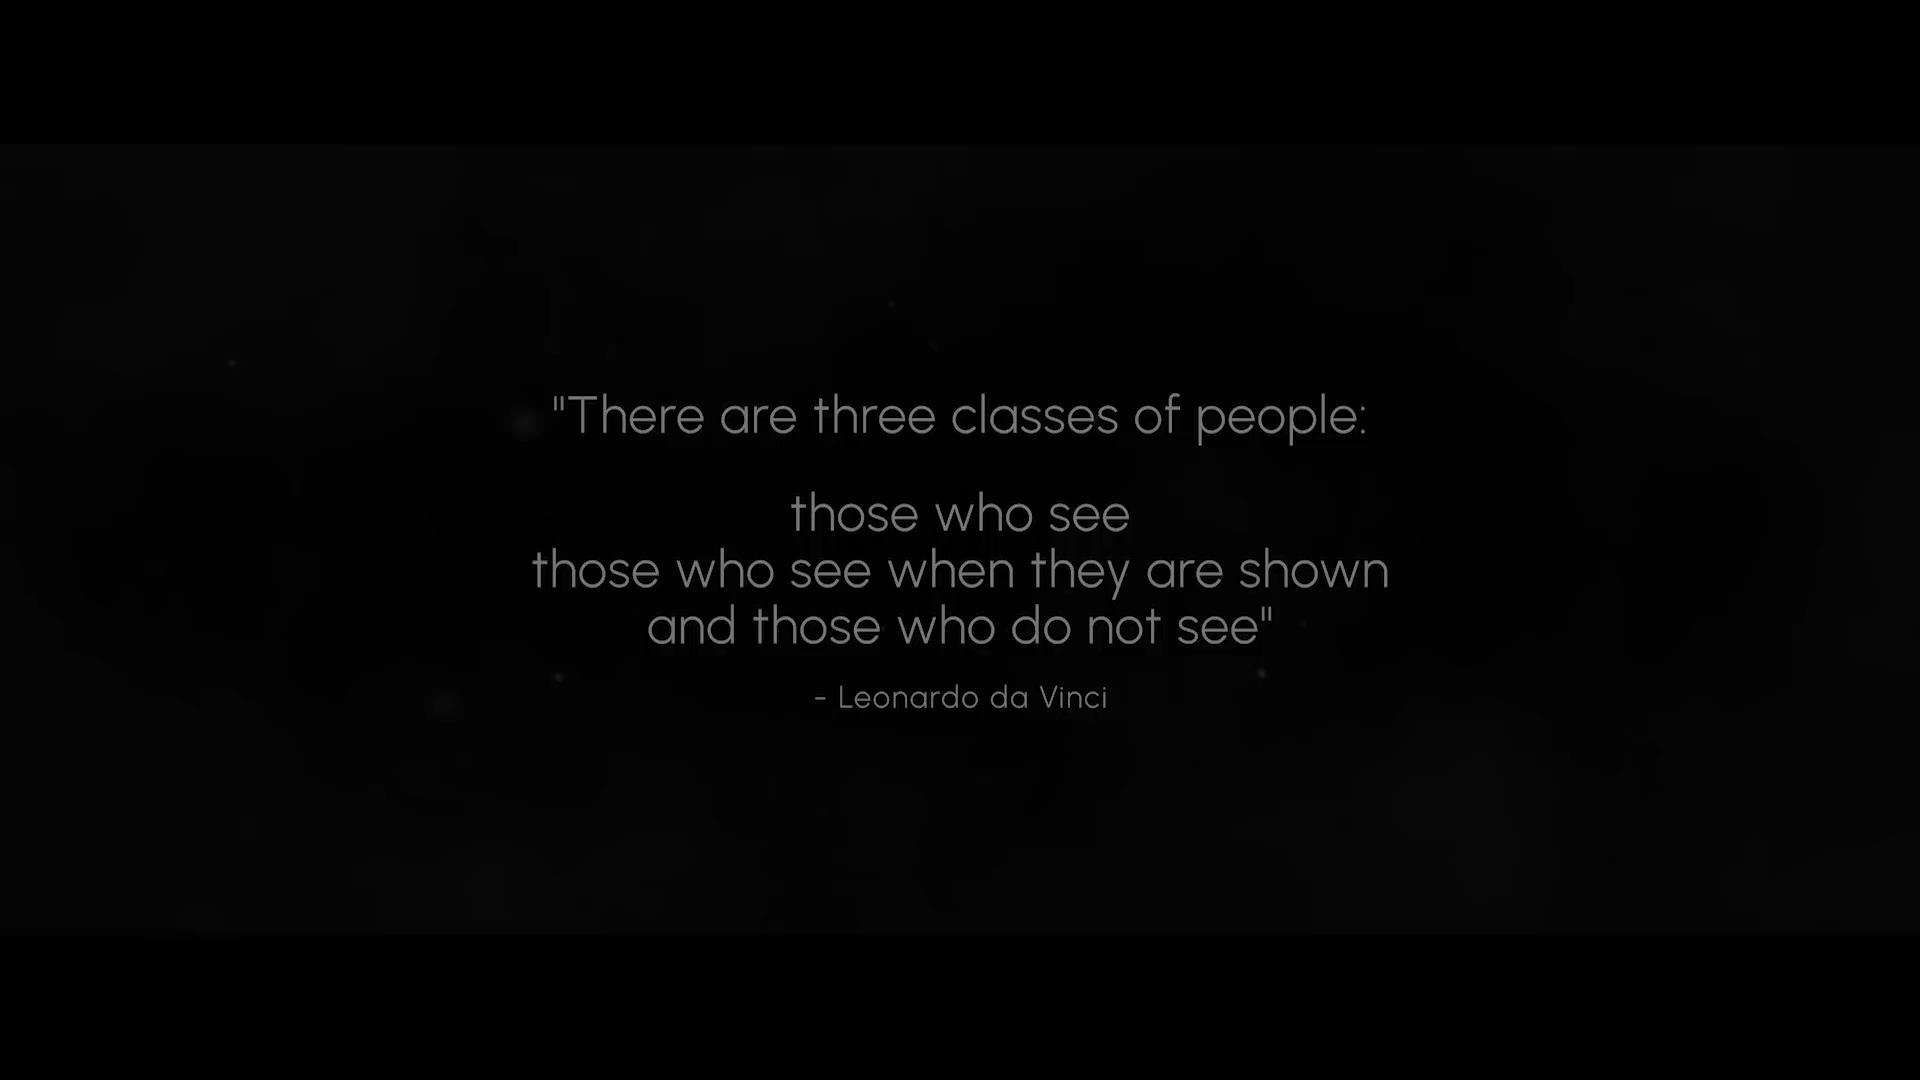 "There are three classes of people:
those who see
those who see when they are shown
and those who do not see"
- Leonardo da Vinci